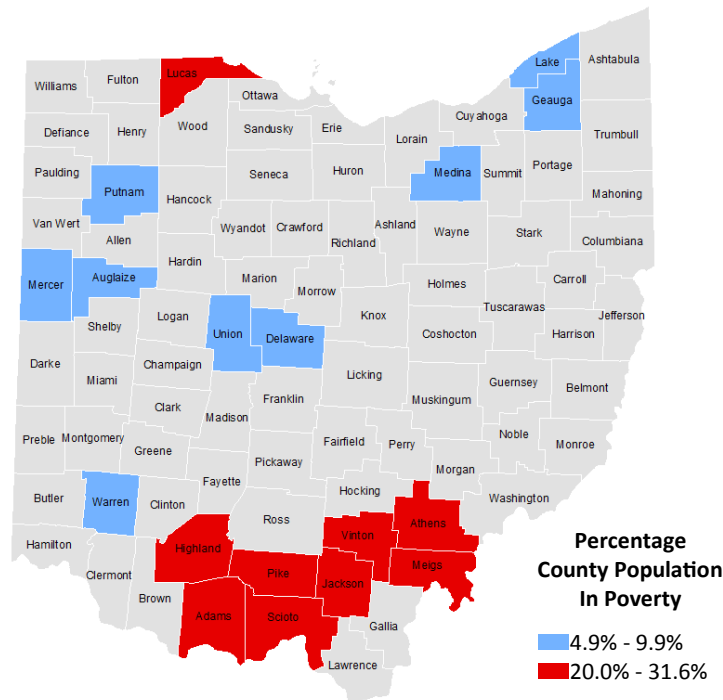 Lake
Ashtabula
Lucas
Fulton
Williams
Geauga
Ottawa
Cuyahoga
Defiance
Henry
Wood
Sandusky
Erie
Lorain
Trumbull
Paulding
Seneca
Huron
Medina
Summit
Portage
Putnam
Mahoning
Hancock
Van Wert
Wyandot
Crawford
Ashland
Richland
Wayne
Stark
Allen
Columbiana
Hardin
Mercer
Auglaize
Marion
Morrow
Holmes
Carroll
Tuscarawas
Jefferson
Logan
Knox
Shelby
Union
Delaware
Coshocton
Harrison
Darke
Champaign
Licking
Miami
Guernsey
Belmont
Franklin
Muskingum
Clark
Madison
Noble
Preble
Montgomery
Greene
Fairfield
Perry
Monroe
Pickaway
Morgan
Fayette
Butler
Warren
Clinton
Hocking
Washington
Ross
Athens
Vinton
Hamilton
Highland
Clermont
Pike
Jackson
Meigs
Brown
Adams
Scioto
Gallia
Lawrence
Percentage
County Population
In Poverty
4.9% - 9.9%
20.0% - 31.6%